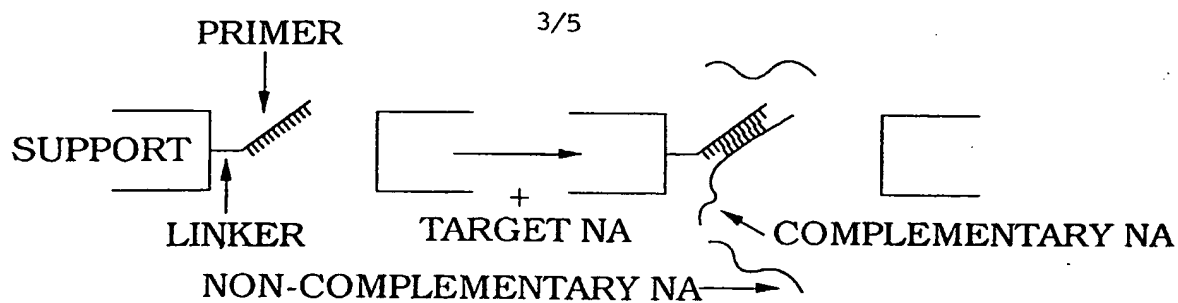 3/5
PRIMER
SUPPORT
LINKER
+
TARGET NA
COMPLEMENTARY NA
NON-COMPLEMENTARY NA